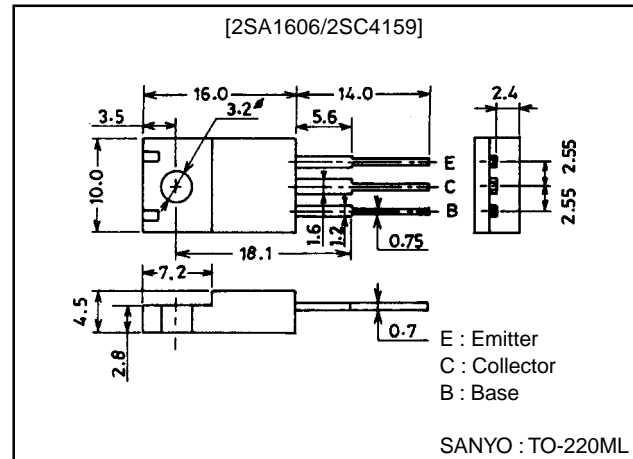 [2SA1606/2SC4159]
16.0
14.0
2.4
3.5
3.2ø
5.6
10.0
E
C
B
2.55
2.55
1.6
1.2
0.75
18.1
7.2
4.5
2.8
0.7
E : Emitter
C : Collector
B : Base
SANYO : TO-220ML